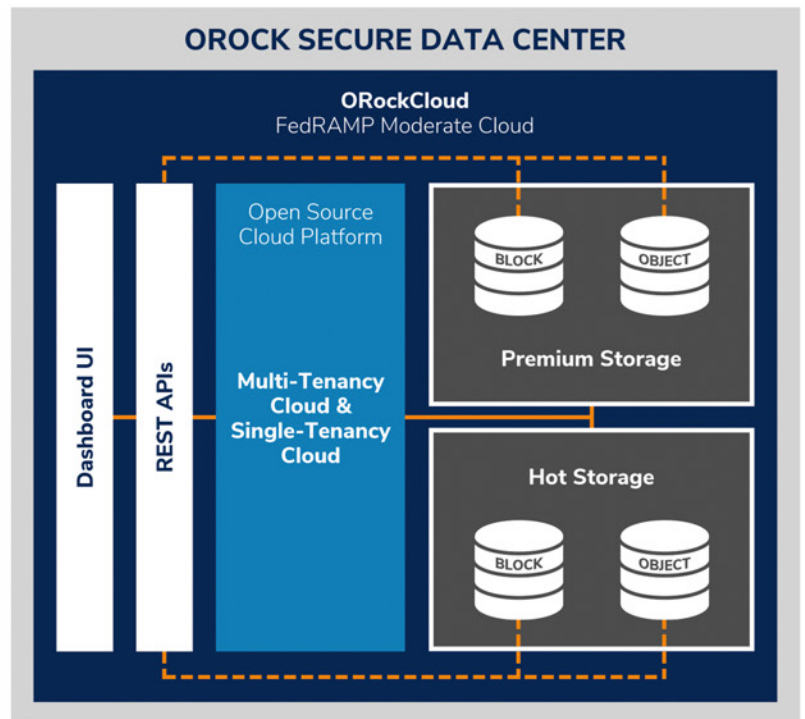 OROCK SECURE DATA CENTER
ORockCloud
FedRAMP Moderate Cloud
Dashboard UI
REST APIs
Open Source
Cloud Platform
Multi-Tenancy
Cloud &
Single-Tenancy
Cloud
BLOCK
OBJECT
Premium Storage
Hot Storage
BLOCK
OBJECT